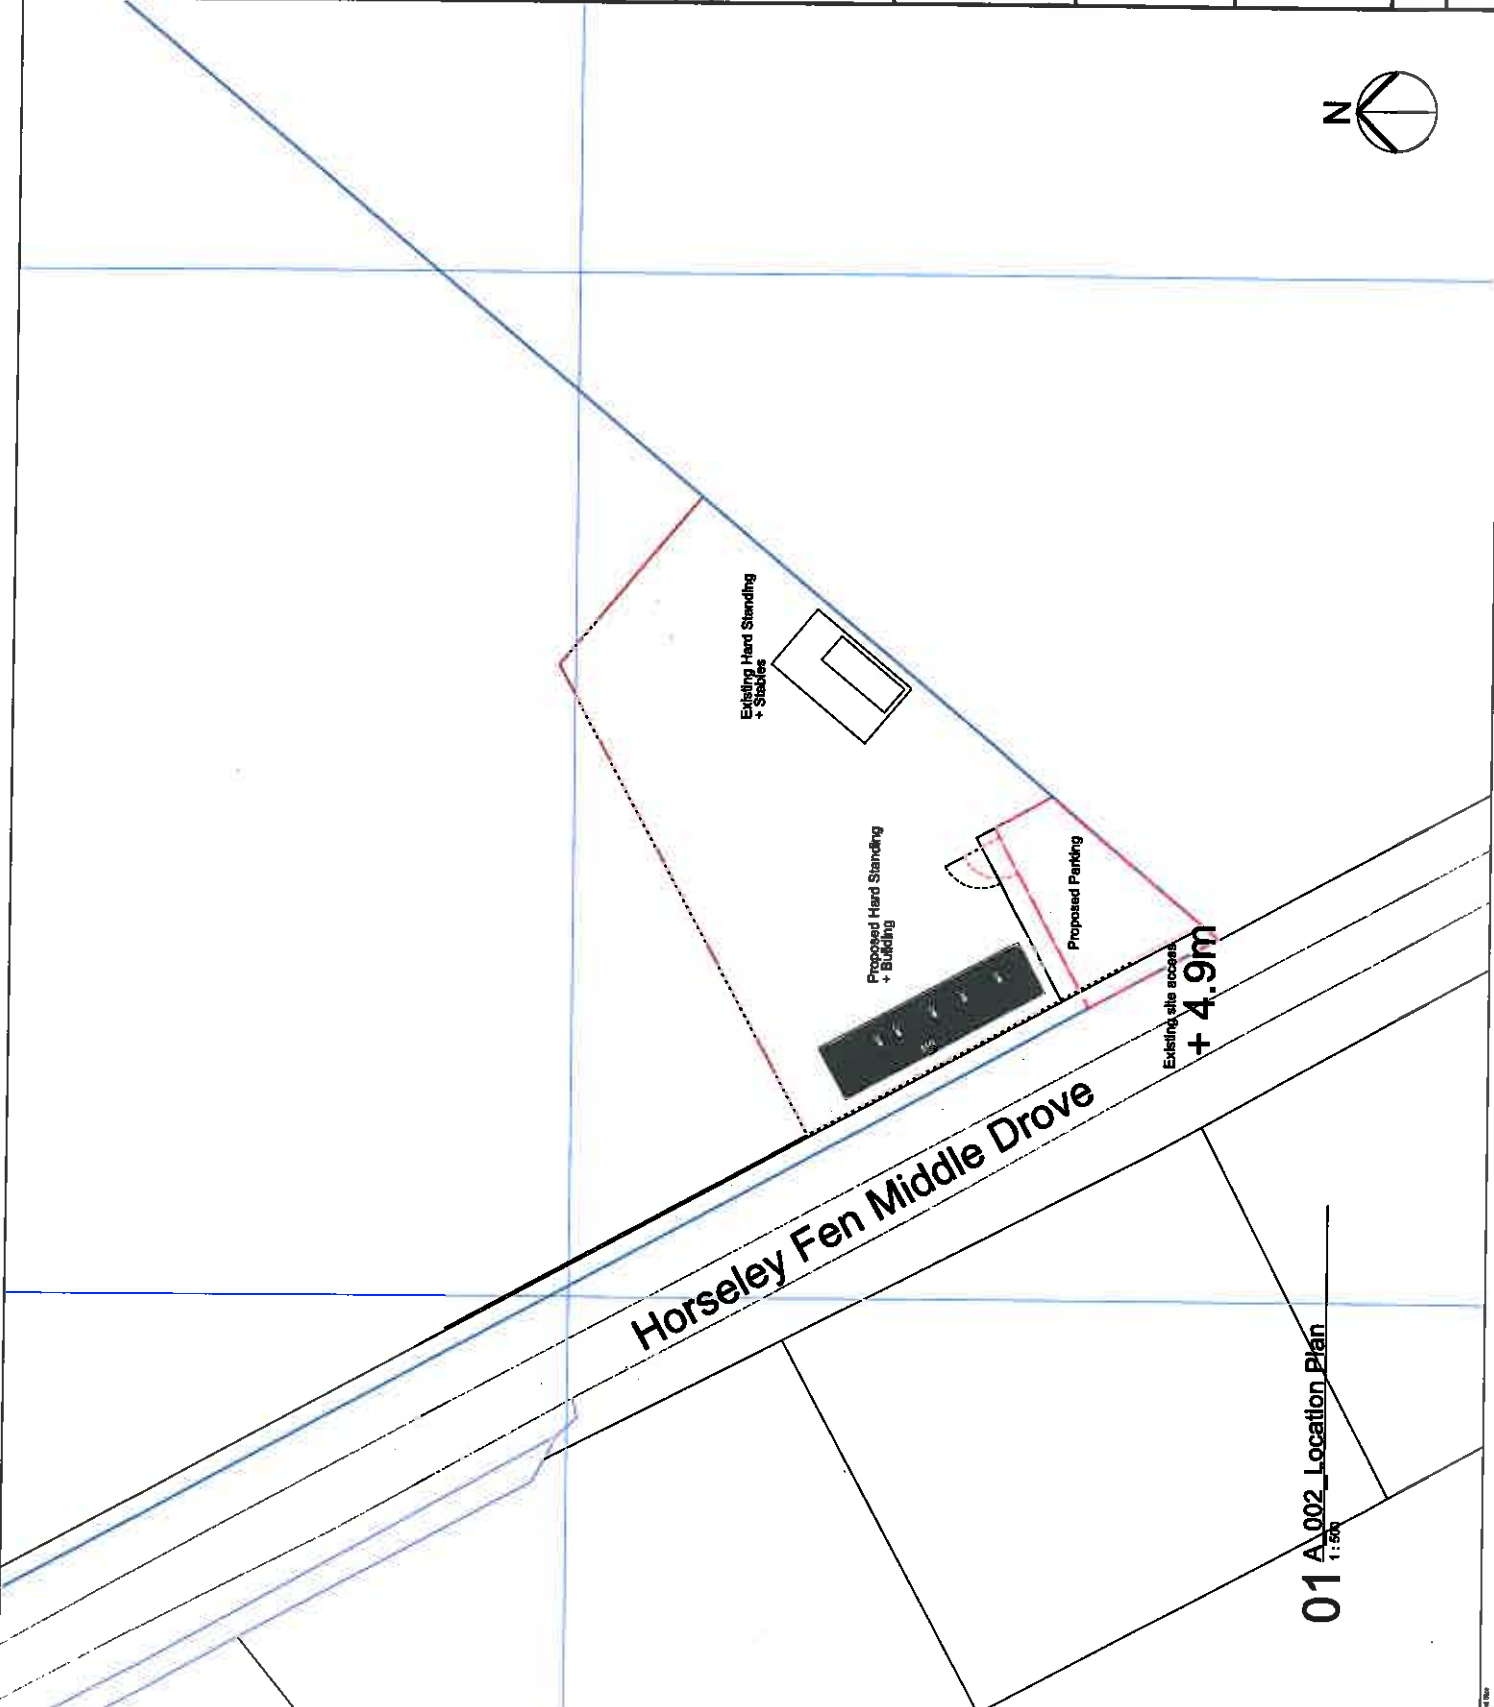 N
Existing Hard Standing
+ Stables
Proposed Hard Standing
+ Building
Proposed Parking
Existing site access
+ 4.9m
Horseley Fen Middle Drove
01 A_002_Location Plan
1 : 500